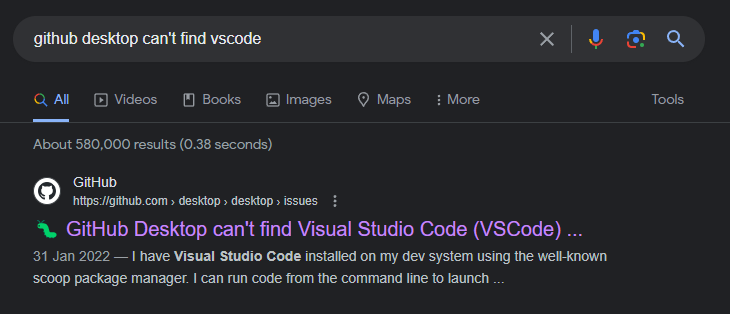 github desktop can't find vscode
All Videos Books Images Maps More Tools
About 580,000 results (0.38 seconds)
GitHub
https://github.com › desktop › desktop › issues
GitHub Desktop can't find Visual Studio Code (VSCode) ...
31 Jan 2022 — I have Visual Studio Code installed on my dev system using the well-known
scoop package manager. I can run code from the command line to launch ...